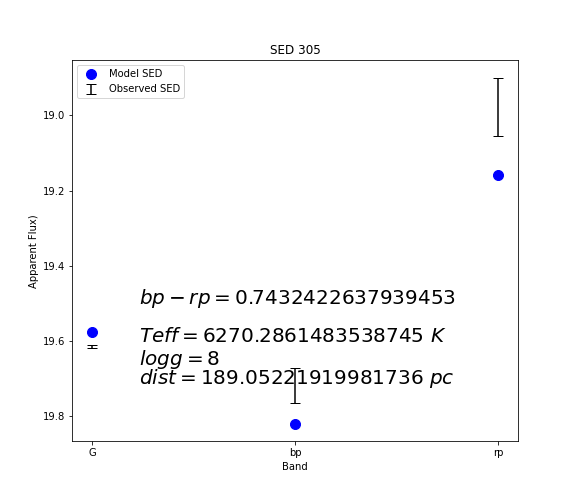 SED 305
Model SED
Observed SED
Apparent Flux)
19.0
19.2
19.4
19.6
19.8
bp − rp = 0.7432422637939453
Teff = 6270.2861483538745 K
logg = 8
dist = 189.05221919981736 pc
G
bp
rp
Band